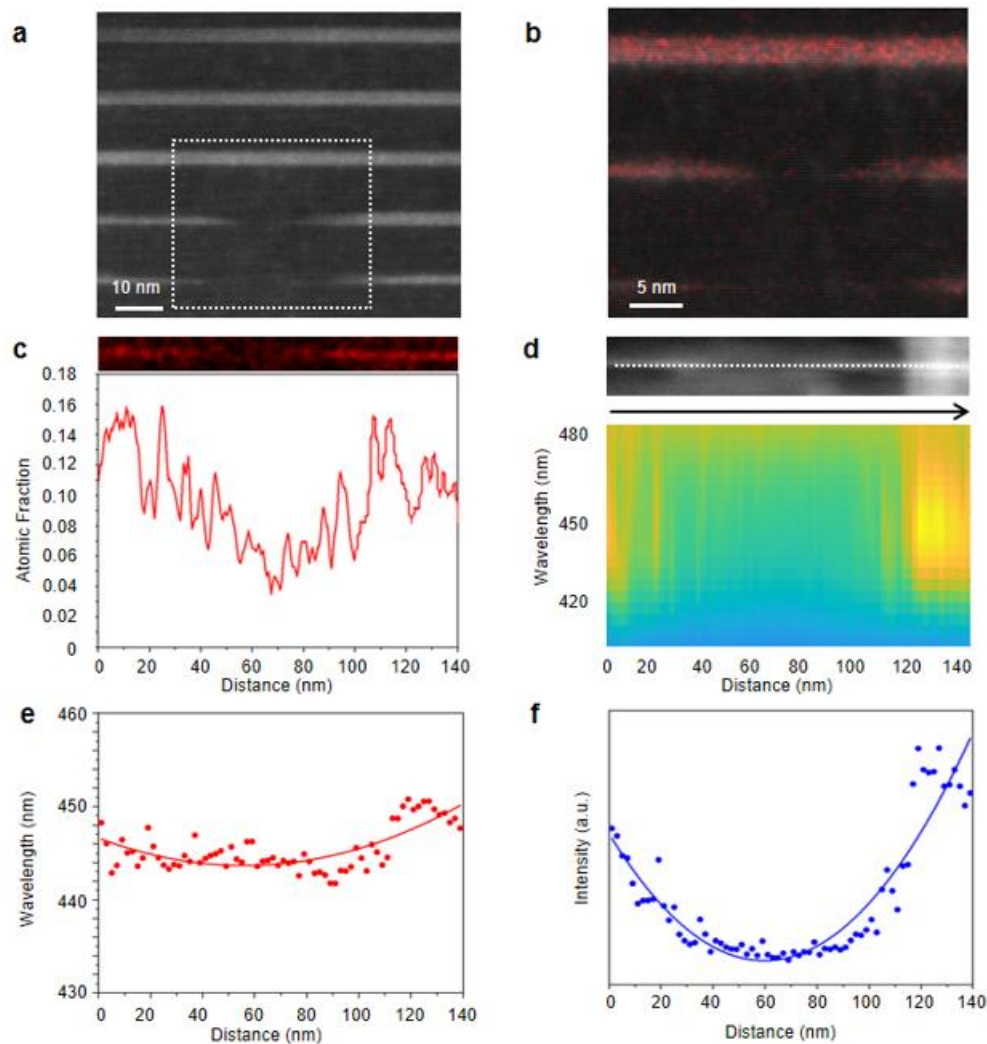 a
b
10 nm
5 nm
c
d
0.18
0.16
0.14
0.12
0.10
0.08
0.06
0.04
0.02
0
Atomic Fraction
0 20 40 60 80 100 120 140
Distance (nm)
480
450
420
Wavelength (nm)
0 20 40 60 80 100 120 140
Distance (nm)
e
460
450
440
430
Wavelength (nm)
0 20 40 60 80 100 120 140
Distance (nm)
f
Intensity (a.u.)
0 20 40 60 80 100 120 140
Distance (nm)